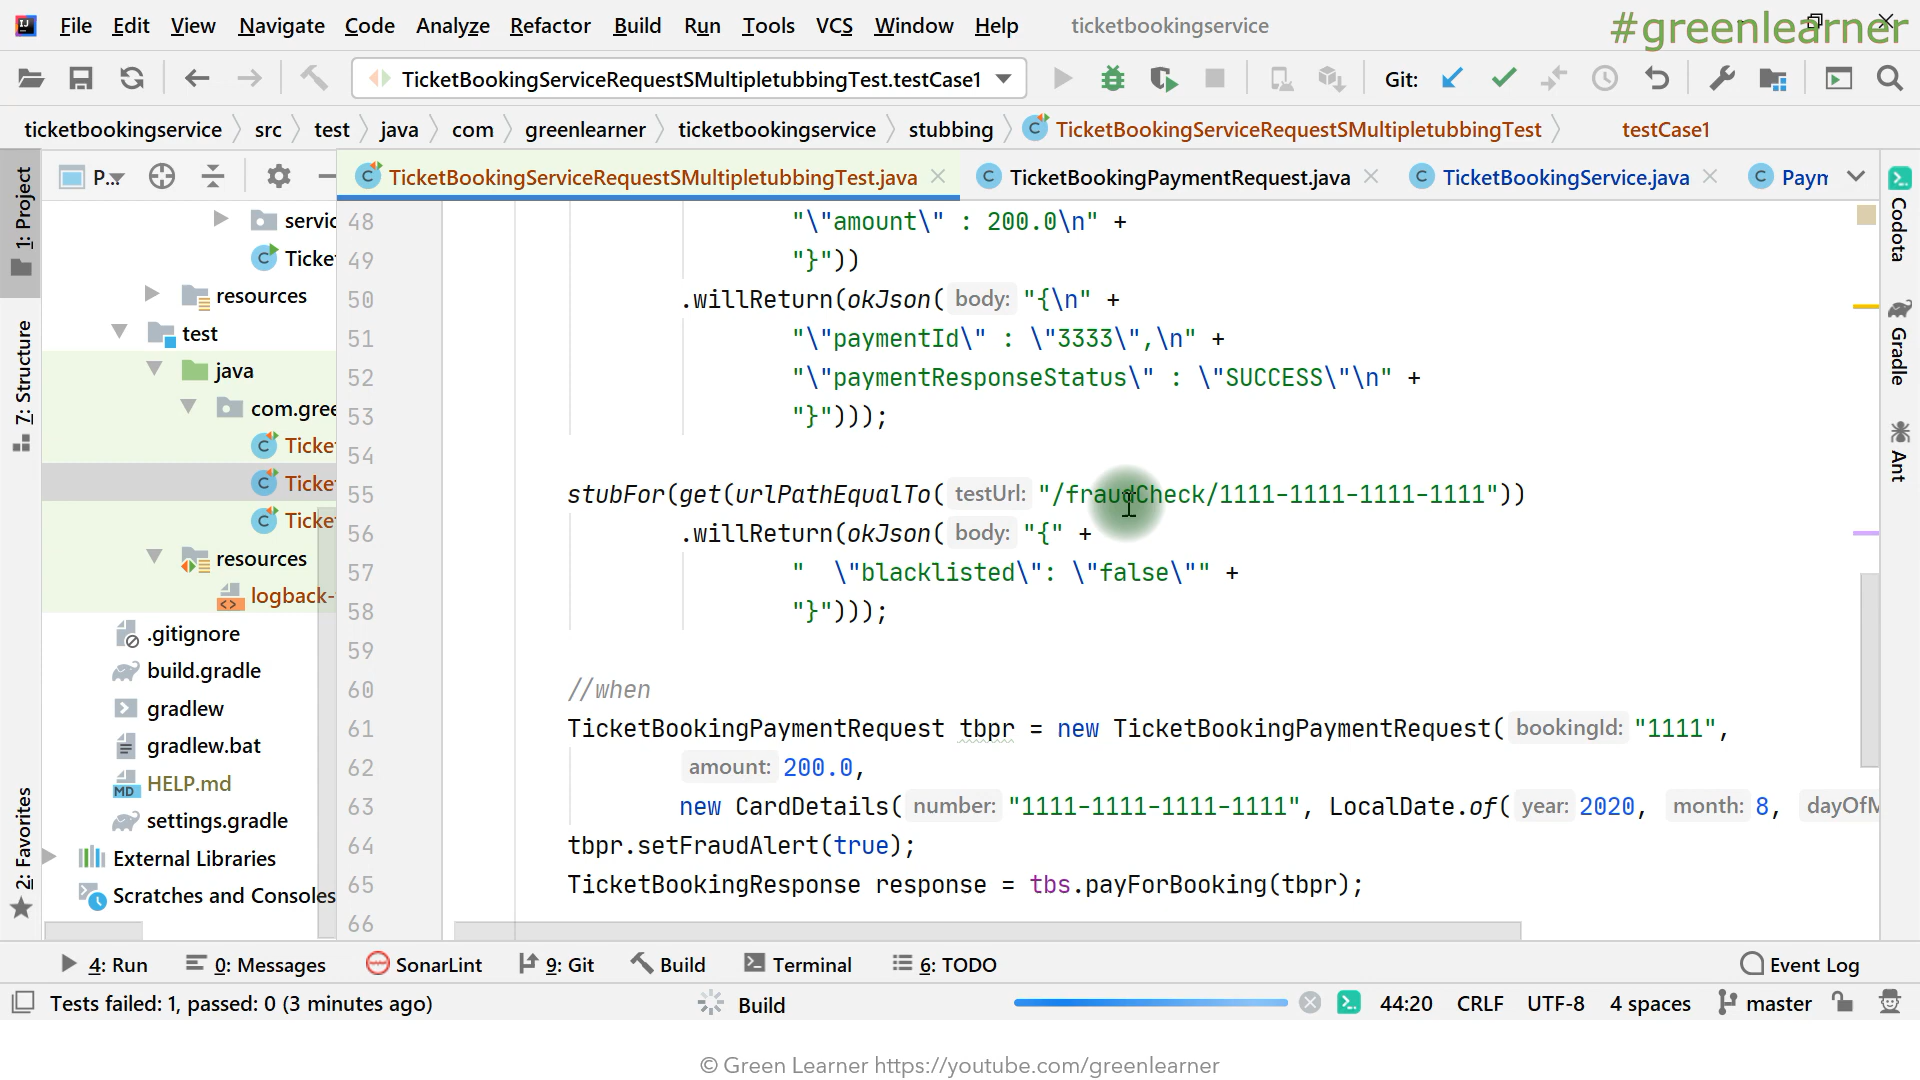 File Edit View Navigate Code Analyze Refactor Build Run Tools VCS Window Help ticketbookingservice
#greenlearner
TicketBookingServiceRequestSMultipletubbingTest.testCase1 Git:
ticketbookingservice src test java com greenlearner ticketbookingservice stubbing TicketBookingServiceRequestSMultipletubbingTest testCase1
P... TicketBookingServiceRequestSMultipletubbingTest.java TicketBookingPaymentRequest.java TicketBookingService.java Paym
1: Project
7: Structure
2: Favorites
servic
Ticke
resources
test
java
com.gree
Ticke
Ticke
Ticke
resources
logback-
.gitignore
build.gradle
gradlew
gradlew.bat
HELP.md
settings.gradle
External Libraries
Scratches and Consoles
48 "\"amount\" : 200.0\n" +
49 "}"))
50 .willReturn(okJson( body: "{\n" +
51 "\"paymentId\" : \"3333\",\n" +
52 "\"paymentResponseStatus\" : \"SUCCESS\"\n" +
53 "}")));
54
55 stubFor(get(urlPathEqualTo( testUrl: "/fraudCheck/1111-1111-1111-1111"))
56 .willReturn(okJson( body: "{" +
57 "  \"blacklisted\": \"false\"" +
58 "}")));
59
60 //when
61 TicketBookingPaymentRequest tbpr = new TicketBookingPaymentRequest( bookingId: "1111",
62 amount: 200.0,
63 new CardDetails( number: "1111-1111-1111-1111", LocalDate.of( year: 2020, month: 8, dayOfM
64 tbpr.setFraudAlert(true);
65 TicketBookingResponse response = tbs.payForBooking(tbpr);
66
Codota
Gradle
Ant
4: Run 0: Messages SonarLint 9: Git Build Terminal 6: TODO Event Log
Tests failed: 1, passed: 0 (3 minutes ago) Build 44:20 CRLF UTF-8 4 spaces master
© Green Learner https://youtube.com/greenlearner